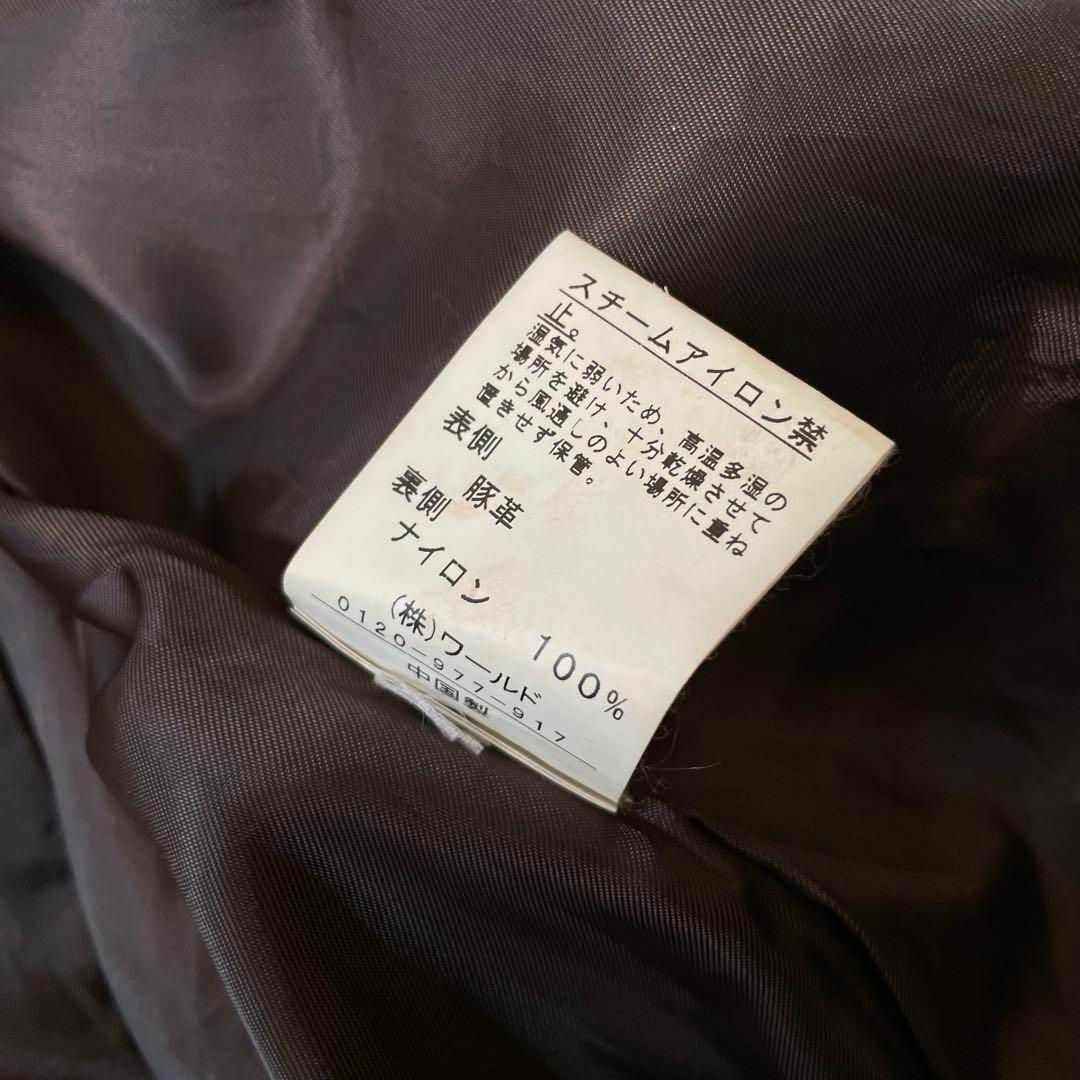 スチームアイロン禁
止。
湿気に弱いため、高温多湿の
場所を避け、十分乾燥させて
から風通しのよい場所に重ね
置きせず保管。
表側
豚革
裏側
ナイロン 100%
(株)ワールド
0120-977-917
中国製